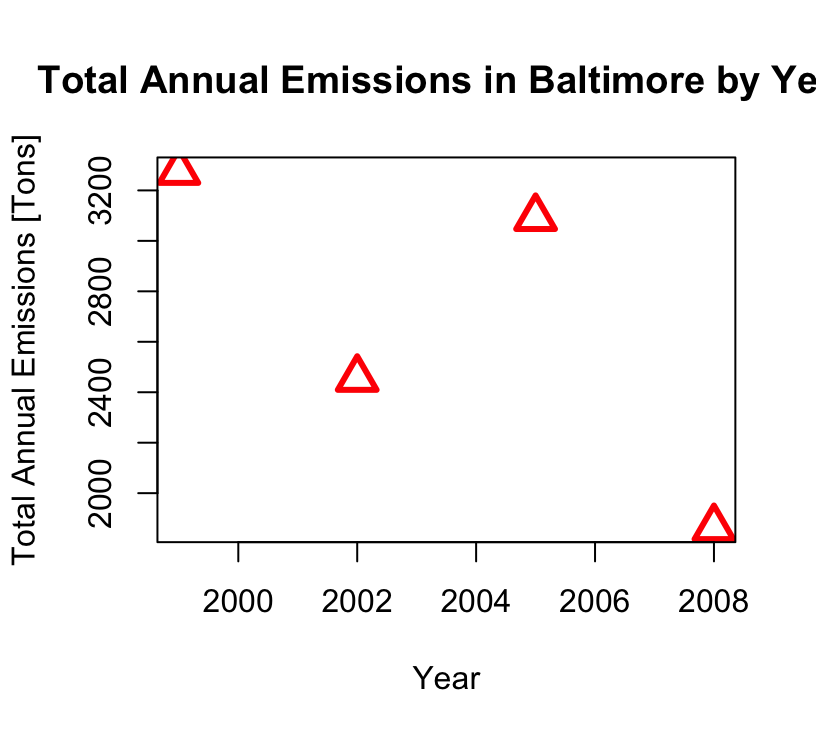 Total Annual Emissions in Baltimore by Ye
Total Annual Emissions [Tons]
3200
2800
2400
2000
2000 2002 2004 2006 2008
Year